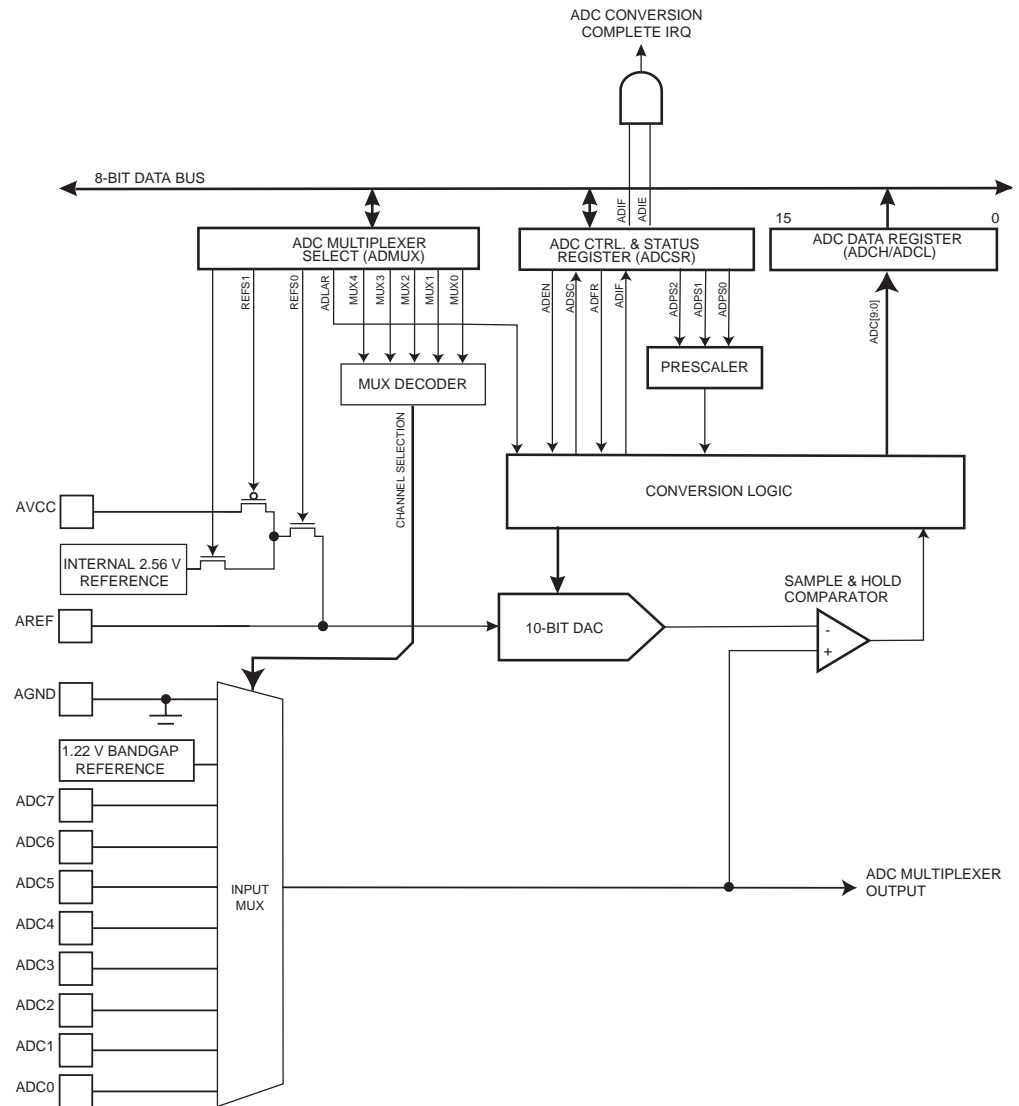 ADC CONVERSION
COMPLETE IRQ
8-BIT DATA BUS
ADIF
ADIE
15
0
ADC MULTIPLEXER
SELECT (ADMUX)
ADC CTRL. & STATUS
REGISTER (ADCSR)
ADC DATA REGISTER
(ADCH/ADCL)
REFS1
REFS0
ADLAR
MUX4
MUX3
MUX2
MUX1
MUX0
ADEN
ADSC
ADFR
ADIF
ADPS2
ADPS1
ADPS0
ADC[9:0]
MUX DECODER
PRESCALER
CHANNEL SELECTION
CONVERSION LOGIC
AVCC
INTERNAL 2.56 V
REFERENCE
SAMPLE & HOLD
COMPARATOR
AREF
10-BIT DAC
-
+
AGND
1.22 V BANDGAP
REFERENCE
ADC7
ADC6
ADC5
INPUT
MUX
ADC MULTIPLEXER
OUTPUT
ADC4
ADC3
ADC2
ADC1
ADC0